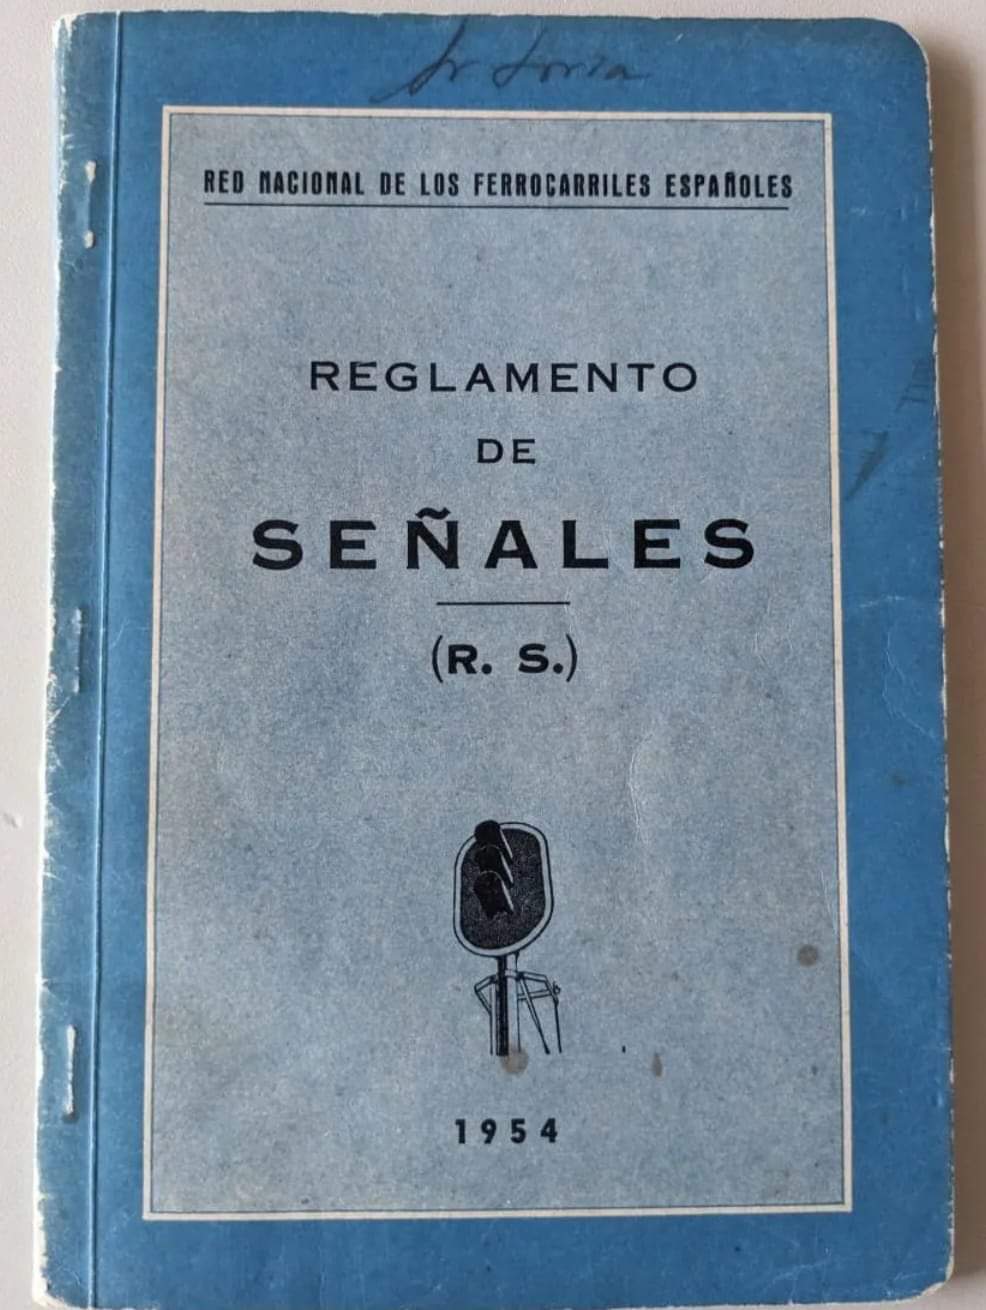 RED NACIONAL DE LOS FERROCARRILES ESPAÑOLES
REGLAMENTO
DE
SEÑALES
(R. S.)
1954